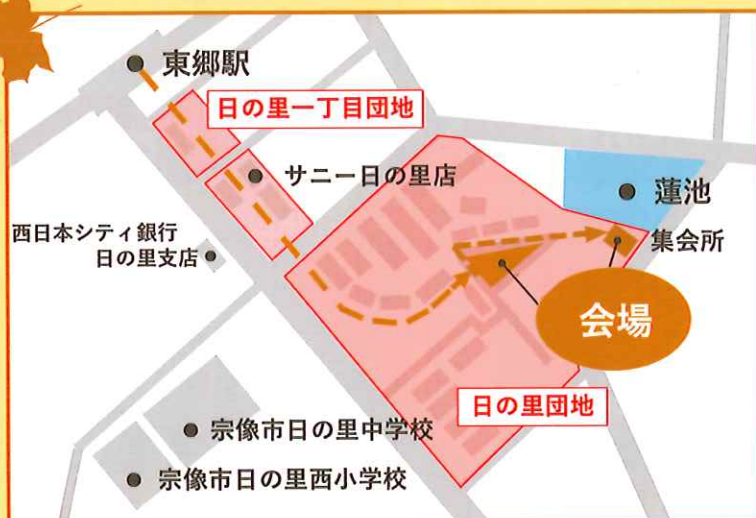 東郷駅
日の里一丁目団地
サニー日の里店
蓮池
西日本シティ銀行
日の里支店
集会所
会場
日の里団地
宗像市日の里中学校
宗像市日の里西小学校